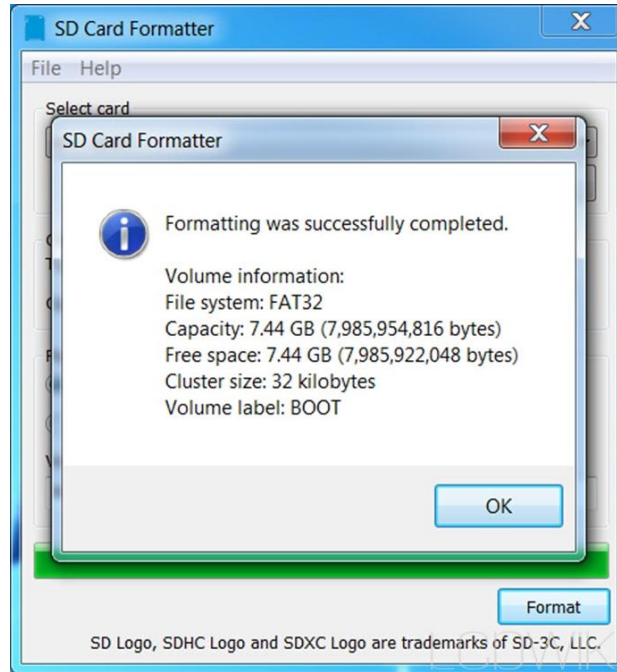 SD Card Formatter
File Help
Select card
SD Card Formatter
Formatting was successfully completed.
Volume information:
File system: FAT32
Capacity: 7.44 GB (7,985,954,816 bytes)
Free space: 7.44 GB (7,985,922,048 bytes)
Cluster size: 32 kilobytes
Volume label: BOOT
OK
Format
SD Logo, SDHC Logo and SDXC Logo are trademarks of SD-3C, LLC.